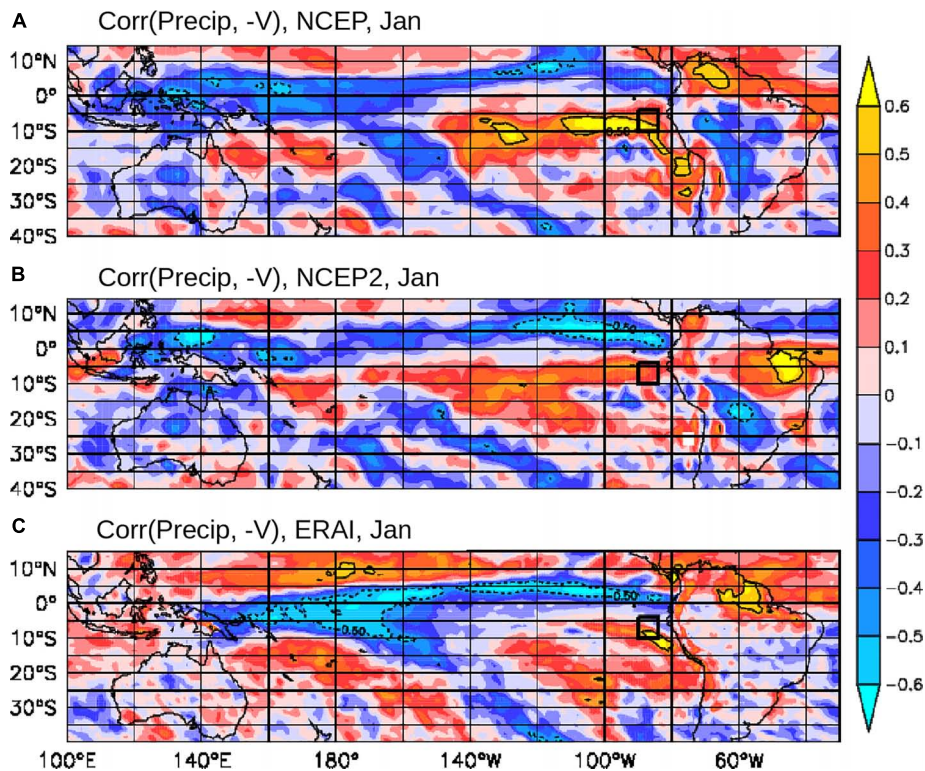 A
Corr(Precip, -V), NCEP, Jan
10°N
0°
10°S
20°S
30°S
40°S
0.50
B
Corr(Precip, -V), NCEP2, Jan
10°N
0°
10°S
20°S
30°S
40°S
-0.50
C
Corr(Precip, -V), ERAI, Jan
10°N
0°
10°S
20°S
30°S
-0.50
-0.50
100°E 140°E 180° 140°W 100°W 60°W
0.6
0.5
0.4
0.3
0.2
0.1
0
-0.1
-0.2
-0.3
-0.4
-0.5
-0.6